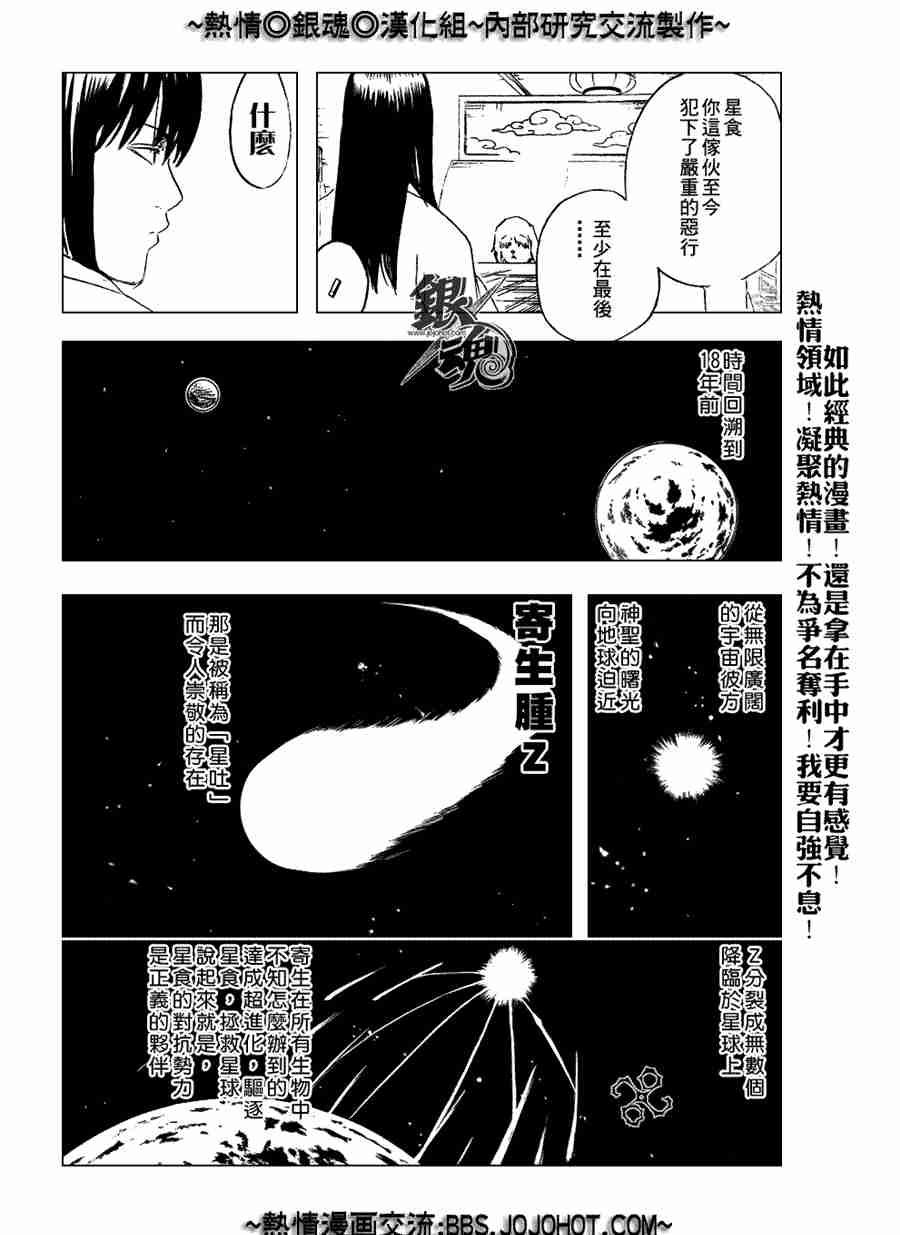 ~熱情◎銀魂◎漢化組~內部研究交流製作~
星食
你這傢伙至今
犯下了嚴重的惡行
至少在最後
……
什麼
銀魂
www.jojohot.com
時間回溯到
18年前
從無限廣闊
的宇宙彼方
神聖的曙光
向地球迫近
寄生腫Z
那是被稱為「星吐」
而令人崇敬的存在
Z分裂成無數個
降臨於星球上
寄生在所有生物中
不知怎麼辦到的
達成超進化，驅逐
星食，拯救星球
說起來就是，
星食的對抗勢力
是正義的夥伴
如此經典的漫畫！還是拿在手中才更有感覺！
熱情領域！凝聚熱情！不為爭名奪利！我要自強不息！
~熱情漫画交流:BBS.JOJOHOT.COM~